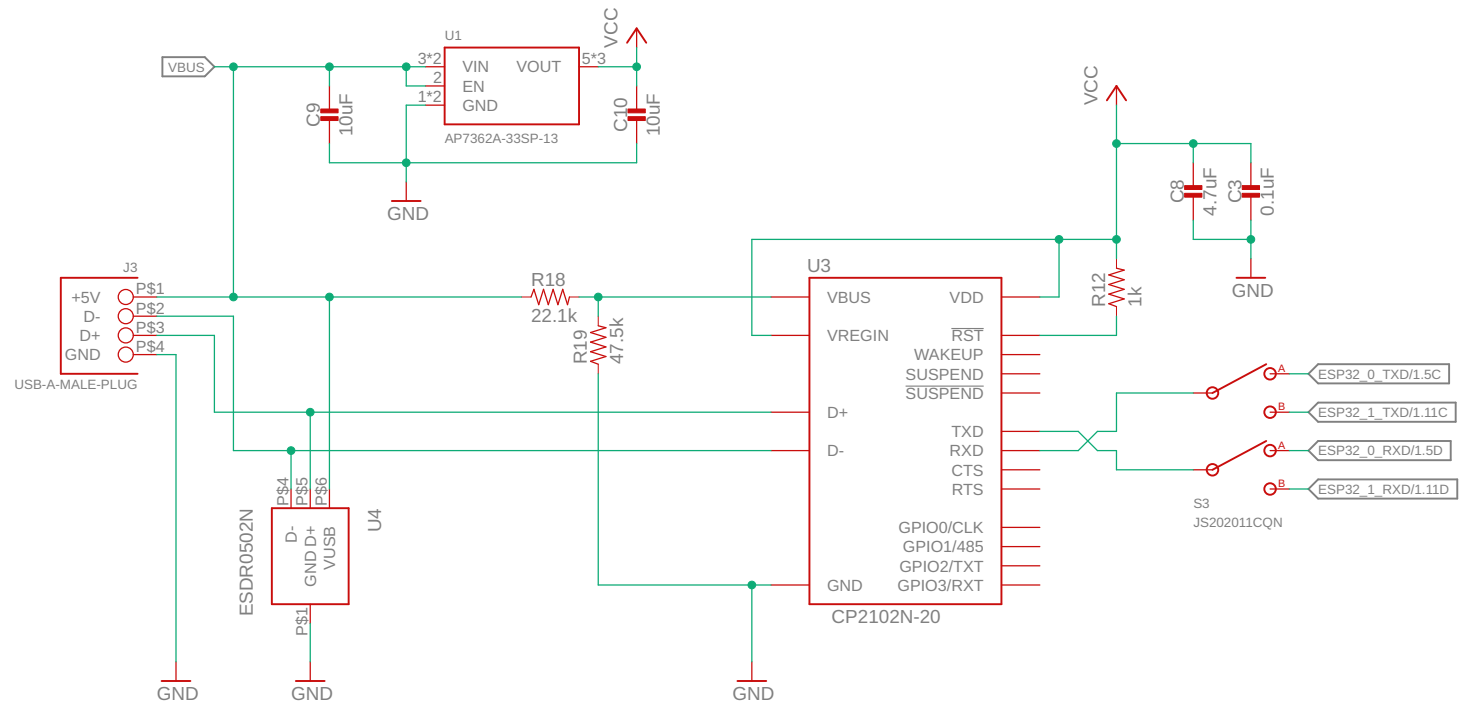 VBUS
U1
3*2
2
1*2
VIN
EN
GND
VOUT
5*3
AP7362A-33SP-13
VCC
C9
10uF
C10
10uF
GND
VCC
C8
4.7uF
C3
0.1uF
GND
J3
+5V
D-
D+
GND
P$1
P$2
P$3
P$4
USB-A-MALE-PLUG
R18
22.1k
R19
47.5k
U3
VBUS
VREGIN
D+
D-
GND
VDD
RST
WAKEUP
SUSPEND
SUSPEND
TXD
RXD
CTS
RTS
GPIO0/CLK
GPIO1/485
GPIO2/TXT
GPIO3/RXT
CP2102N-20
R12
1k
A
ESP32_0_TXD/1.5C
B
ESP32_1_TXD/1.11C
A
ESP32_0_RXD/1.5D
B
ESP32_1_RXD/1.11D
S3
JS202011CQN
P$4
P$5
P$6
ESDR0502N
D-
GND D+
VUSB
U4
P$1
GND
GND
GND